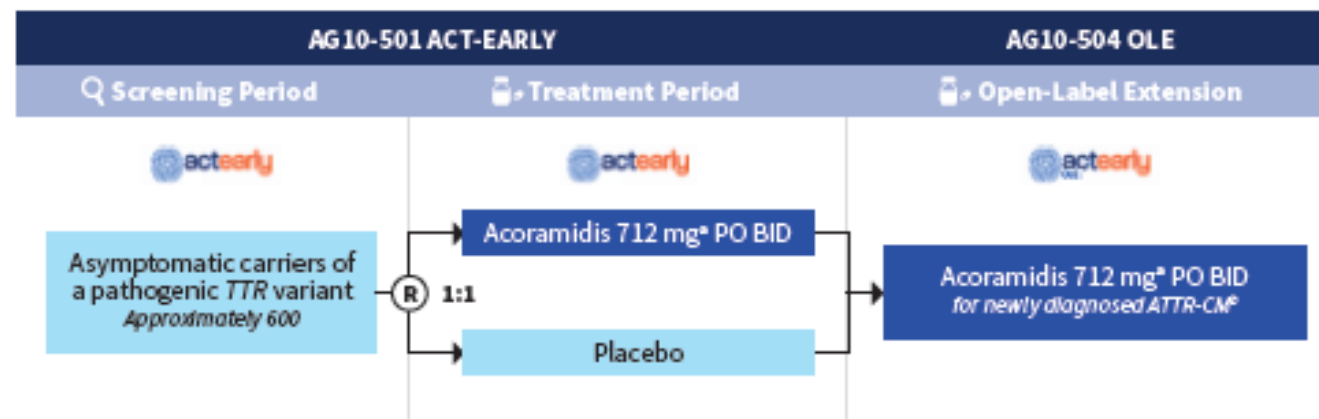 AG10-501 ACT-EARLY
AG10-504 OLE
Screening Period
Treatment Period
Open-Label Extension
actearly
actearly
actearly
Asymptomatic carriers of
a pathogenic TTR variant
Approximately 600
R
1:1
Acoramidis 712 mgᵃ PO BID
Placebo
Acoramidis 712 mgᵃ PO BID
for newly diagnosed ATTR-CM